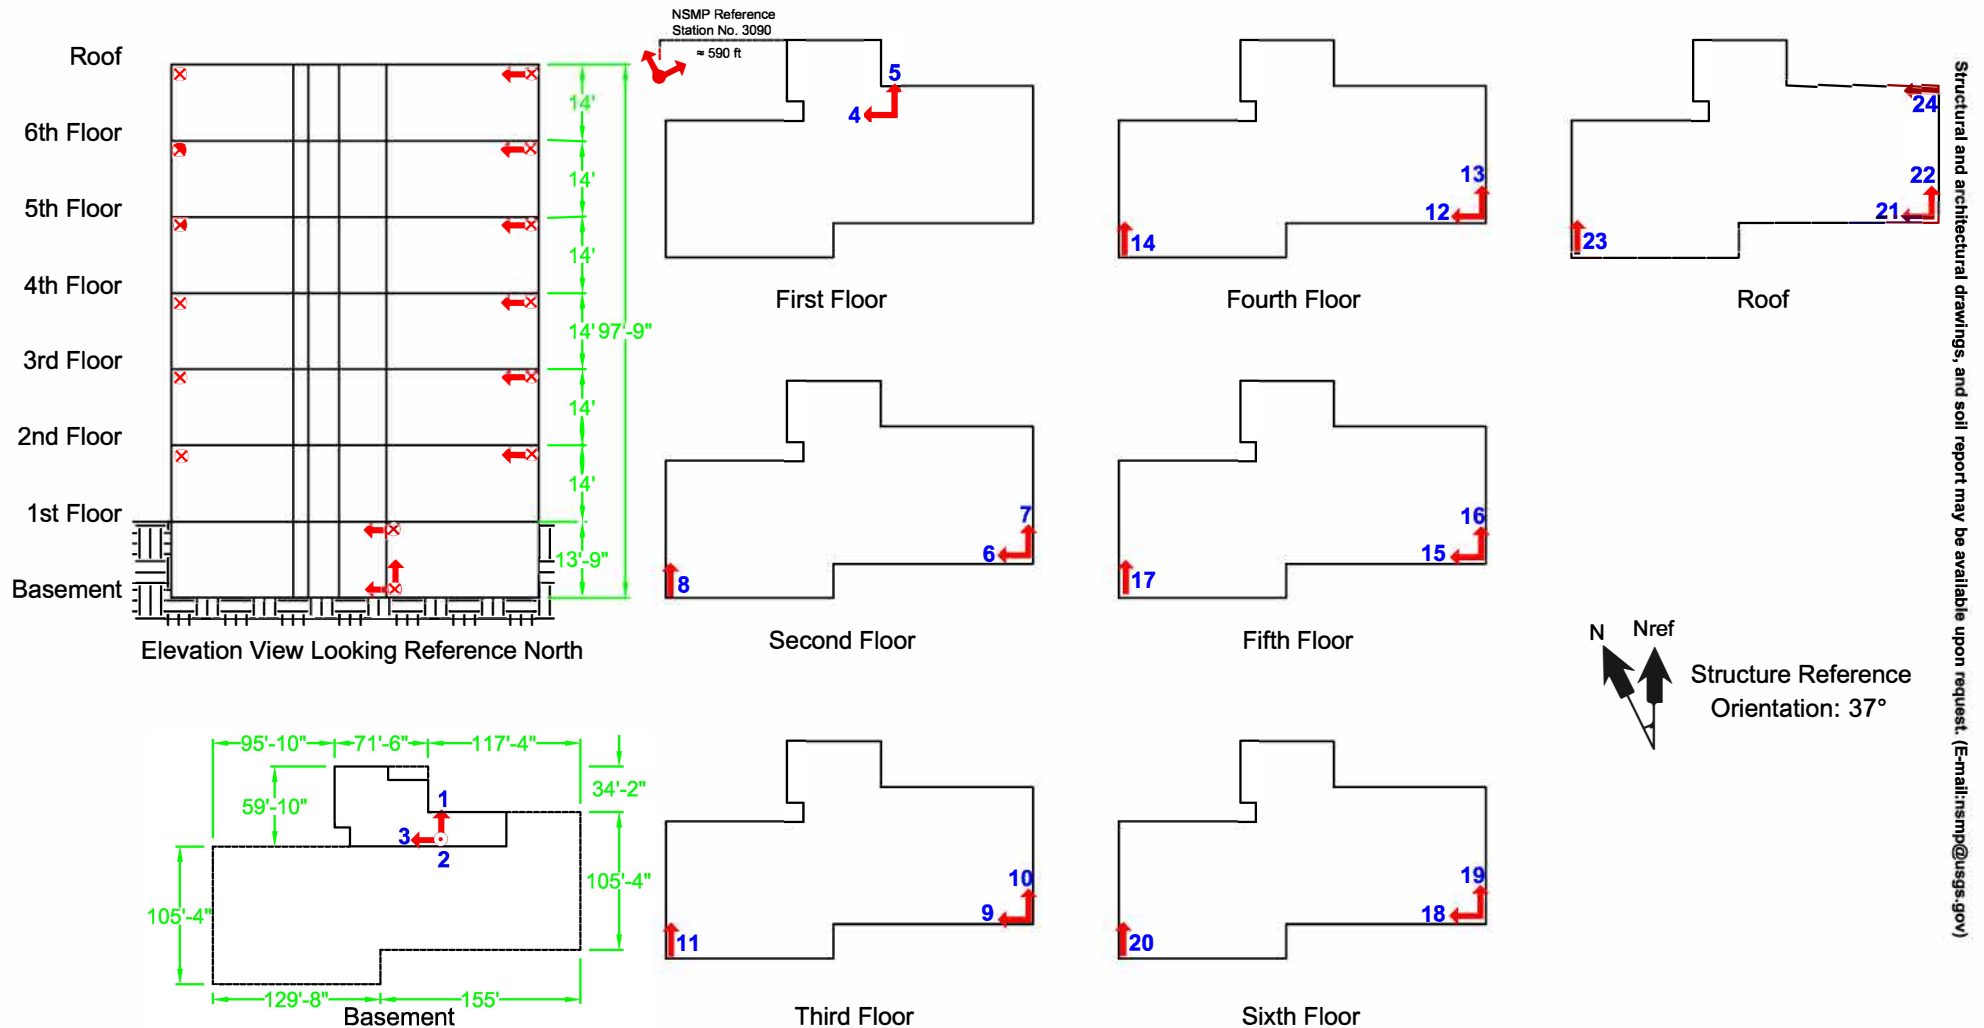 Roof
6th Floor
5th Floor
4th Floor
3rd Floor
2nd Floor
1st Floor
Basement
14'
14'
14'
14'
14'
14'
13'-9"
97'-9"
Elevation View Looking Reference North
NSMP Reference
Station No. 3090
≈ 590 ft
5
4
First Floor
13
12
14
Fourth Floor
24
22
21
23
Roof
7
6
8
Second Floor
16
15
17
Fifth Floor
N
Nref
Structure Reference
Orientation: 37°
95'-10"
71'-6"
117'-4"
59'-10"
34'-2"
1
3
2
105'-4"
105'-4"
129'-8"
155'
Basement
10
9
11
Third Floor
19
18
20
Sixth Floor
Structural and architectural drawings, and soil report may be available upon request. (E-mail:nsmp@usgs.gov)